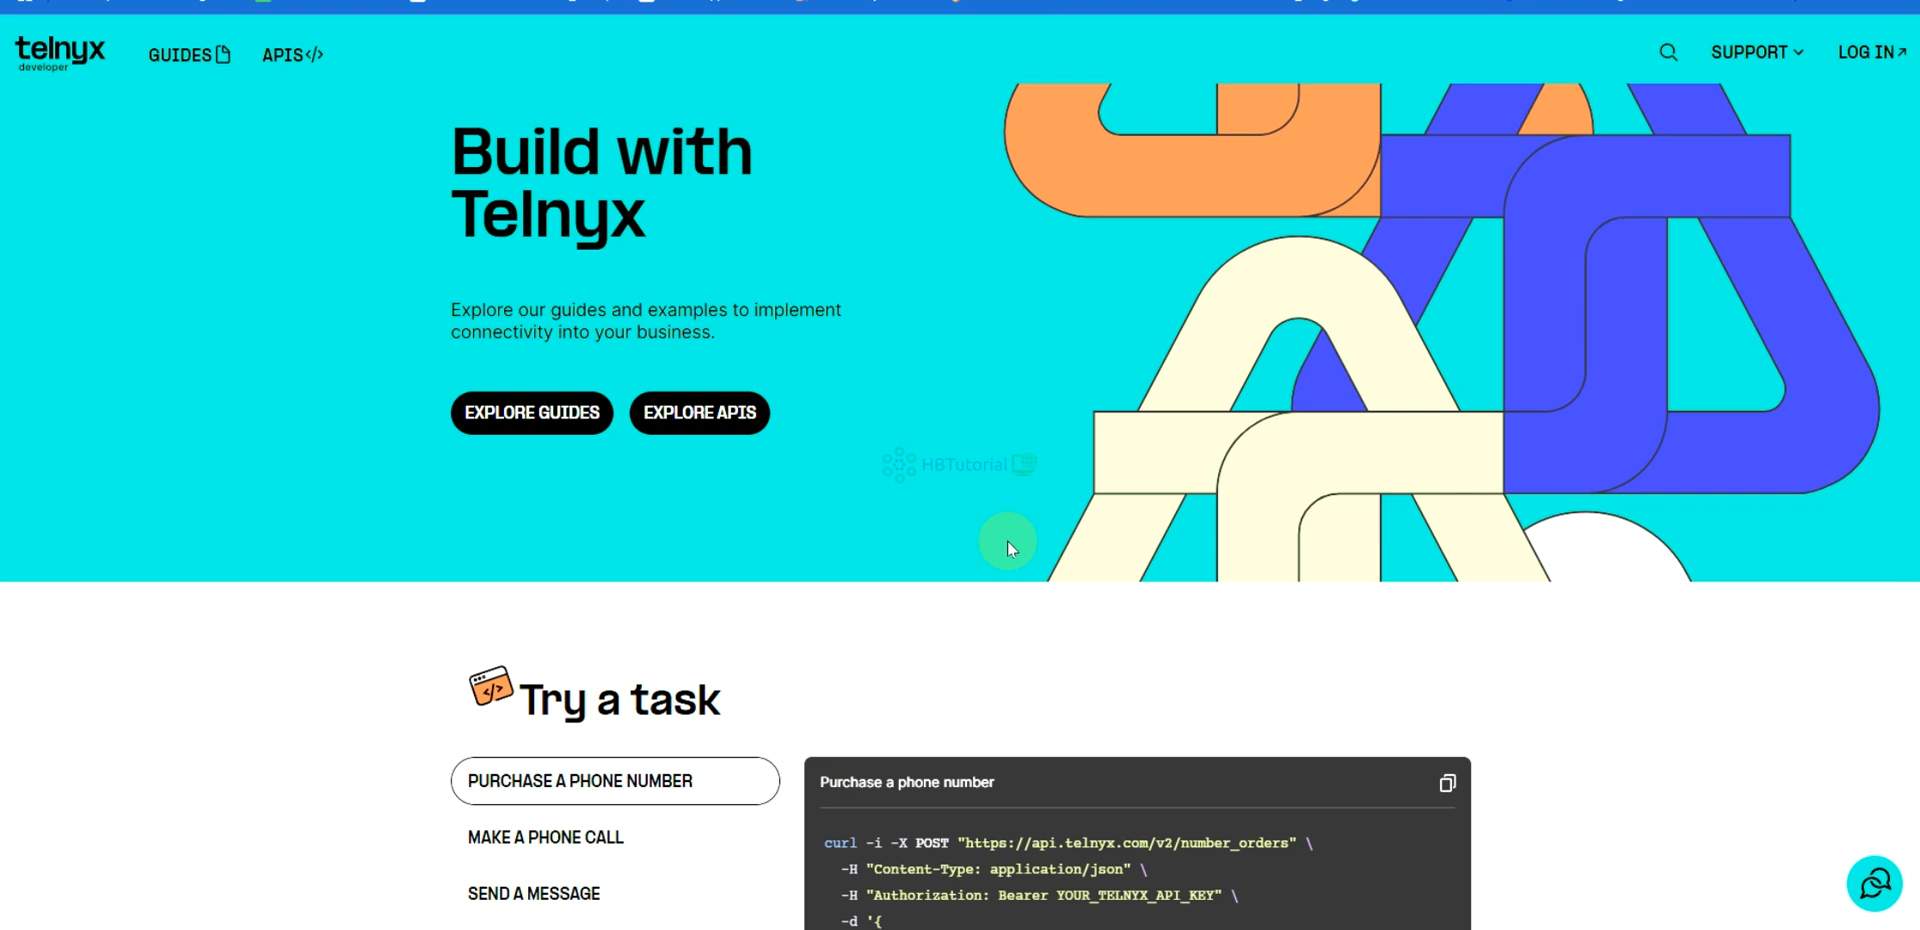 telnyx
developer
GUIDES
APIS</>
SUPPORT
LOG IN
Build with
Telnyx
Explore our guides and examples to implement
connectivity into your business.
EXPLORE GUIDES
EXPLORE APIS
HBTutorial
Try a task
PURCHASE A PHONE NUMBER
MAKE A PHONE CALL
SEND A MESSAGE
Purchase a phone number
curl -i -X POST "https://api.telnyx.com/v2/number_orders" \
-H "Content-Type: application/json" \
-H "Authorization: Bearer YOUR_TELNYX_API_KEY" \
-d '{